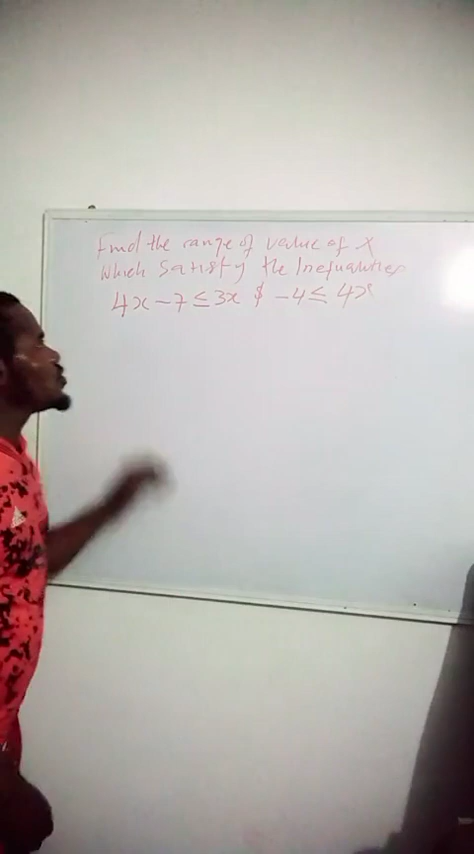 Find the range of value of x
Which Satisfy the Inequalities
4x - 7 ≤ 3x & -4 ≤ 4x